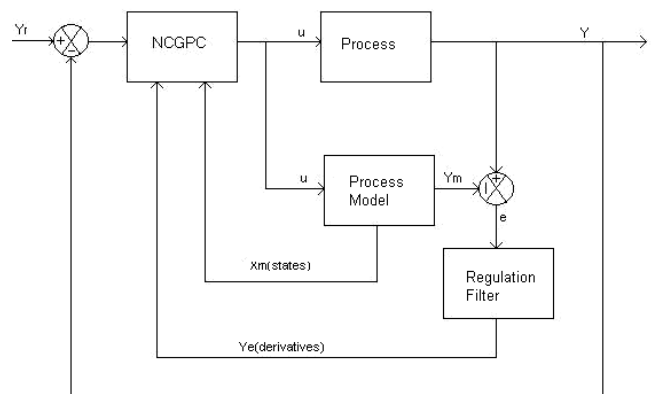 Yr
+
−
NCGPC
u
Process
Y
u
Process
Model
Ym
+
−
e
Xm(states)
Regulation
Filter
Ye(derivatives)